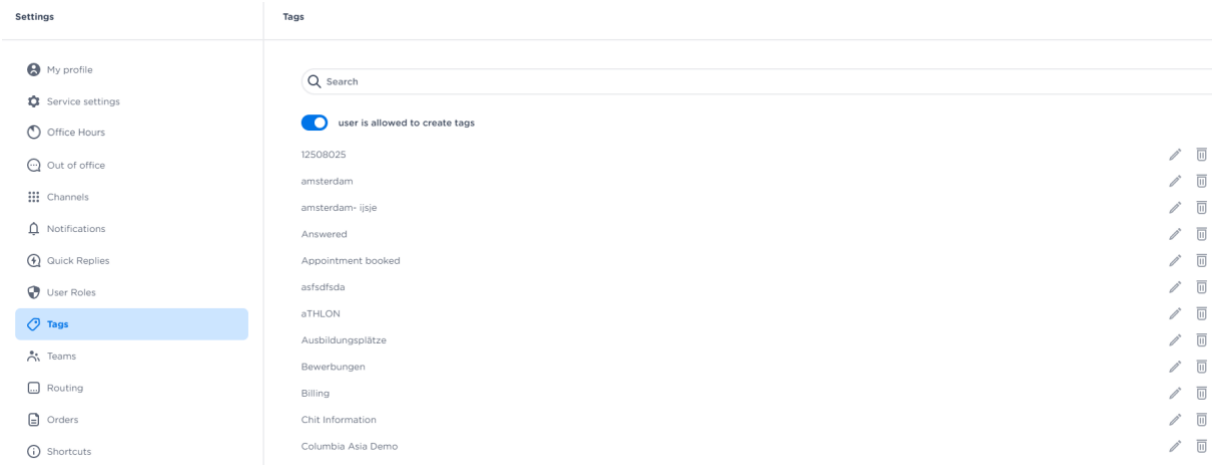 Settings
Tags
My profile
Service settings
Office Hours
Out of office
Channels
Notifications
Quick Replies
User Roles
Tags
Teams
Routing
Orders
Shortcuts
Search
user is allowed to create tags
12508025
amsterdam
amsterdam- ijsje
Answered
Appointment booked
asfsdfsda
aTHLON
Ausbildungsplätze
Bewerbungen
Billing
Chit Information
Columbia Asia Demo